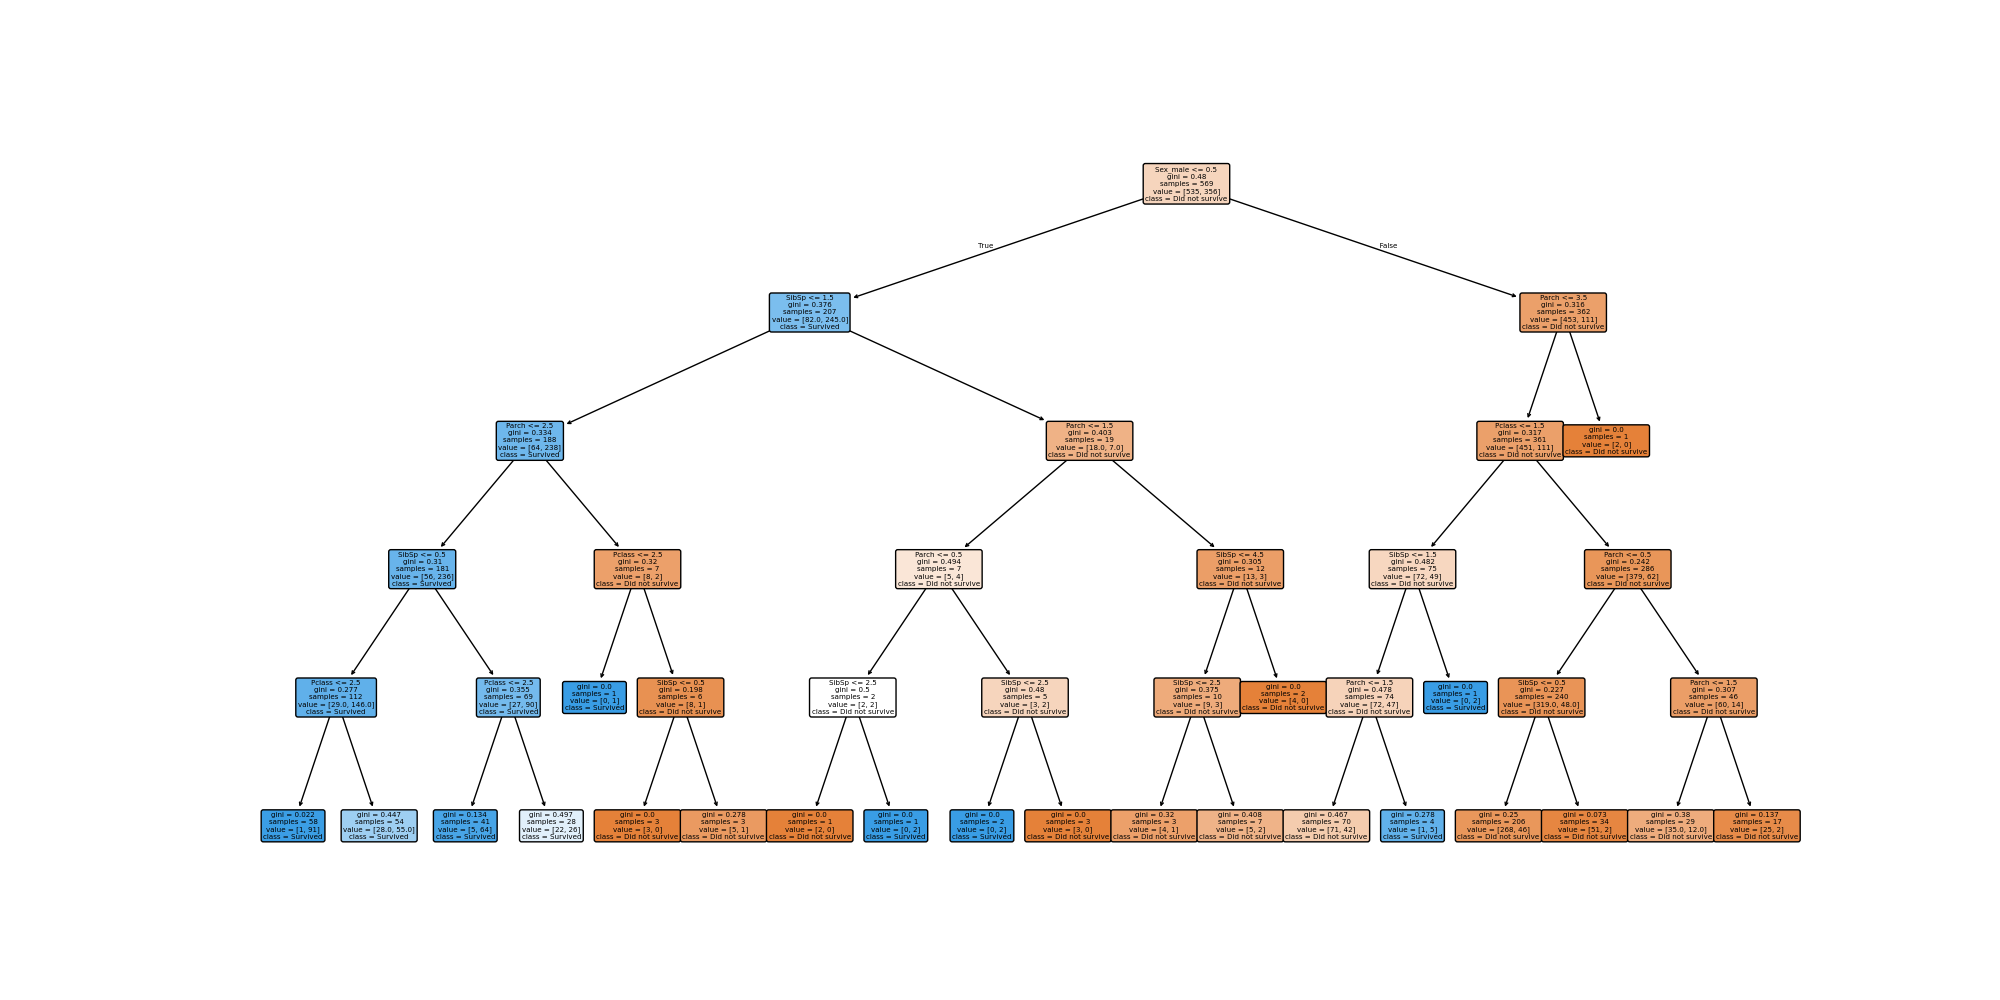 Sex_male <= 0.5
gini = 0.48
samples = 569
value = [535, 356]
class = Did not survive
True
False
SibSp <= 1.5
gini = 0.376
samples = 207
value = [82.0, 245.0]
class = Survived
Parch <= 3.5
gini = 0.316
samples = 362
value = [453, 111]
class = Did not survive
Parch <= 2.5
gini = 0.334
samples = 188
value = [64, 238]
class = Survived
Parch <= 1.5
gini = 0.403
samples = 19
value = [18.0, 7.0]
class = Did not survive
Pclass <= 1.5
gini = 0.317
samples = 361
value = [451, 111]
class = Did not survive
gini = 0.0
samples = 1
value = [2, 0]
class = Did not survive
SibSp <= 0.5
gini = 0.31
samples = 181
value = [56, 236]
class = Survived
Pclass <= 2.5
gini = 0.32
samples = 7
value = [8, 2]
class = Did not survive
Parch <= 0.5
gini = 0.494
samples = 7
value = [5, 4]
class = Did not survive
SibSp <= 4.5
gini = 0.305
samples = 12
value = [13, 3]
class = Did not survive
SibSp <= 1.5
gini = 0.482
samples = 75
value = [72, 49]
class = Did not survive
Parch <= 0.5
gini = 0.242
samples = 286
value = [379, 62]
class = Did not survive
Pclass <= 2.5
gini = 0.277
samples = 112
value = [29.0, 146.0]
class = Survived
Pclass <= 2.5
gini = 0.355
samples = 69
value = [27, 90]
class = Survived
gini = 0.0
samples = 1
value = [0, 1]
class = Survived
SibSp <= 0.5
gini = 0.198
samples = 6
value = [8, 1]
class = Did not survive
SibSp <= 2.5
gini = 0.5
samples = 2
value = [2, 2]
class = Did not survive
SibSp <= 2.5
gini = 0.48
samples = 5
value = [3, 2]
class = Did not survive
SibSp <= 2.5
gini = 0.375
samples = 10
value = [9, 3]
class = Did not survive
gini = 0.0
samples = 2
value = [4, 0]
class = Did not survive
Parch <= 1.5
gini = 0.478
samples = 74
value = [72, 47]
class = Did not survive
gini = 0.0
samples = 1
value = [0, 2]
class = Survived
SibSp <= 0.5
gini = 0.227
samples = 240
value = [319.0, 48.0]
class = Did not survive
Parch <= 1.5
gini = 0.307
samples = 46
value = [60, 14]
class = Did not survive
gini = 0.022
samples = 58
value = [1, 91]
class = Survived
gini = 0.447
samples = 54
value = [28.0, 55.0]
class = Survived
gini = 0.134
samples = 41
value = [5, 64]
class = Survived
gini = 0.497
samples = 28
value = [22, 26]
class = Survived
gini = 0.0
samples = 3
value = [3, 0]
class = Did not survive
gini = 0.278
samples = 3
value = [5, 1]
class = Did not survive
gini = 0.0
samples = 1
value = [2, 0]
class = Did not survive
gini = 0.0
samples = 1
value = [0, 2]
class = Survived
gini = 0.0
samples = 2
value = [0, 2]
class = Survived
gini = 0.0
samples = 3
value = [3, 0]
class = Did not survive
gini = 0.32
samples = 3
value = [4, 1]
class = Did not survive
gini = 0.408
samples = 7
value = [5, 2]
class = Did not survive
gini = 0.467
samples = 70
value = [71, 42]
class = Did not survive
gini = 0.278
samples = 4
value = [1, 5]
class = Survived
gini = 0.25
samples = 206
value = [268, 46]
class = Did not survive
gini = 0.073
samples = 34
value = [51, 2]
class = Did not survive
gini = 0.38
samples = 29
value = [35.0, 12.0]
class = Did not survive
gini = 0.137
samples = 17
value = [25, 2]
class = Did not survive